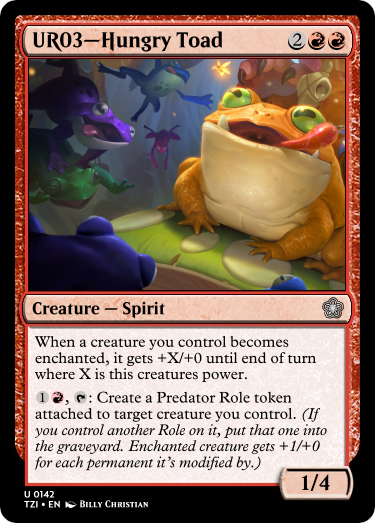 UR03—Hungry Toad 2
Creature — Spirit
When a creature you control becomes
enchanted, it gets +X/+0 until end of turn
where X is this creatures power.
1, : Create a Predator Role token
attached to target creature you control. (If
you control another Role on it, put that one into
the graveyard. Enchanted creature gets +1/+0
for each permanent it's modified by.)
1/4
U 0142
TZI • EN Billy Christian